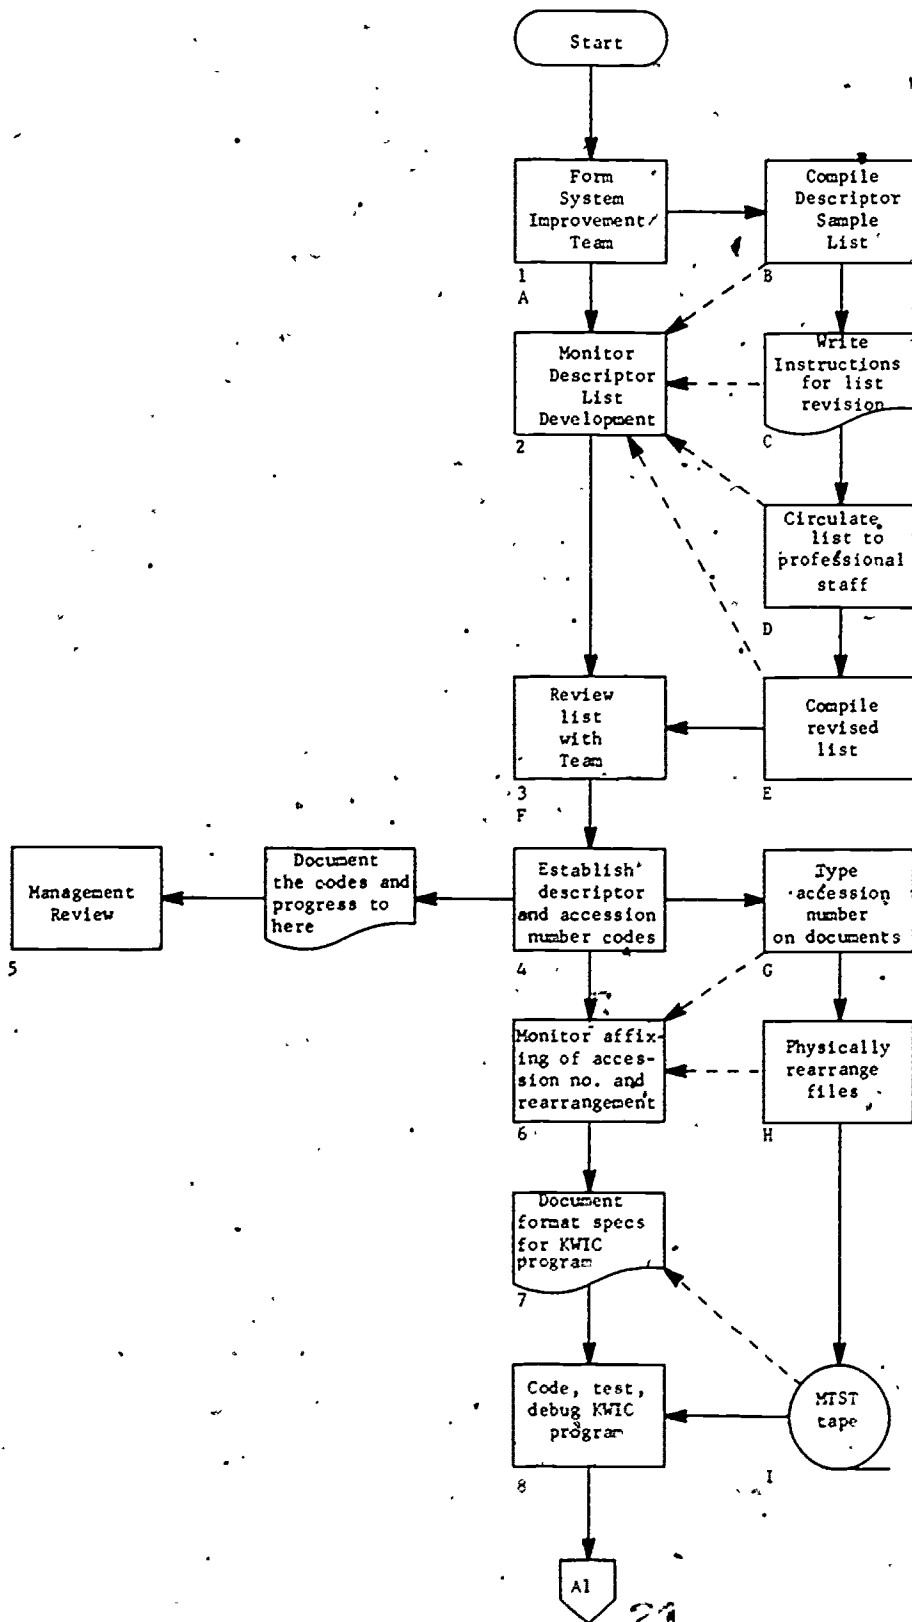 Start
Form
System
Improvement
Team
1
A
Compile
Descriptor
Sample
List
B
Monitor
Descriptor
List
Development
2
Write
Instructions
for list
revision
C
Circulate
list to
professional
staff
D
Review
list
with
Team
3
F
Compile
revised
list
E
Management
Review
5
Document
the codes and
progress to
here
Establish
descriptor
and accession
number codes
4
Type
accession
number
on documents
G
Monitor affix-
ing of acces-
sion no. and
rearrangement
6
Physically
rearrange
files
H
Document
format specs
for KWIC
program
7
Code, test,
debug KWIC
program
8
MTST
tape
I
A1